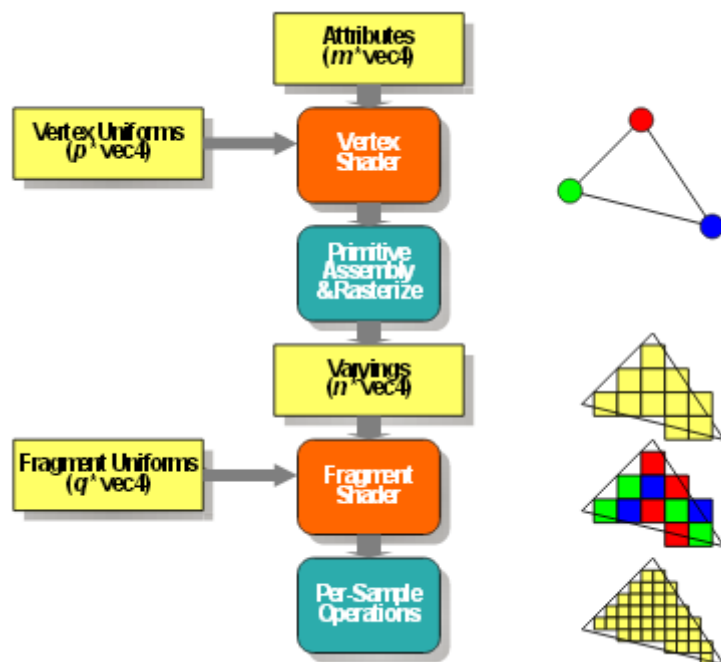 Attributes
(m*vec4)
Vertex Uniforms
(p*vec4)
Vertex
Shader
Primitive
Assembly
&Rasterize
Varyings
(n*vec4)
Fragment Uniforms
(q*vec4)
Fragment
Shader
Per-Sample
Operations